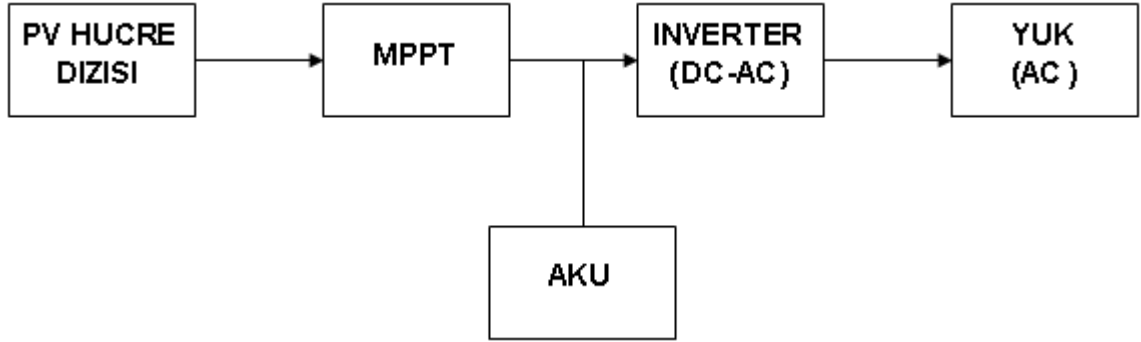 PV HUCRE
DIZISI
MPPT
INVERTER
(DC-AC)
YUK
(AC )
AKU